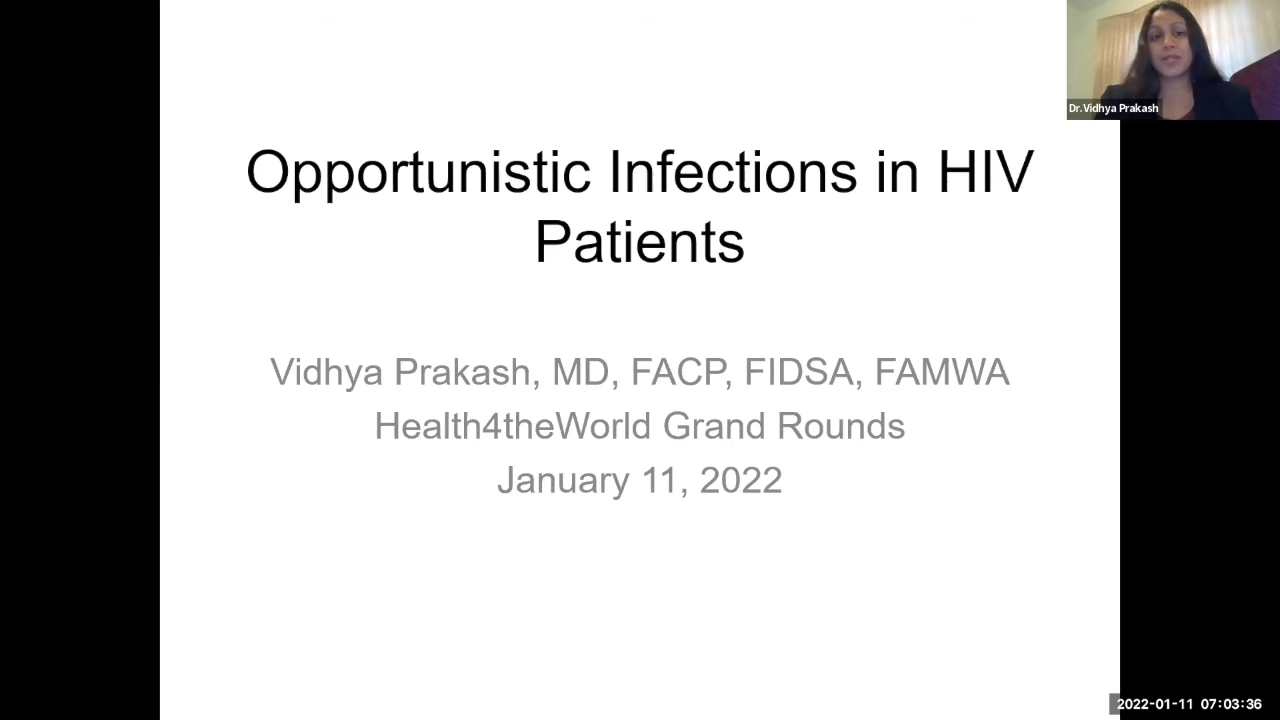 Dr.Vidhya Prakash
Opportunistic Infections in HIV
Patients
Vidhya Prakash, MD, FACP, FIDSA, FAMWA
Health4theWorld Grand Rounds
January 11, 2022
2022-01-11 07:03:36